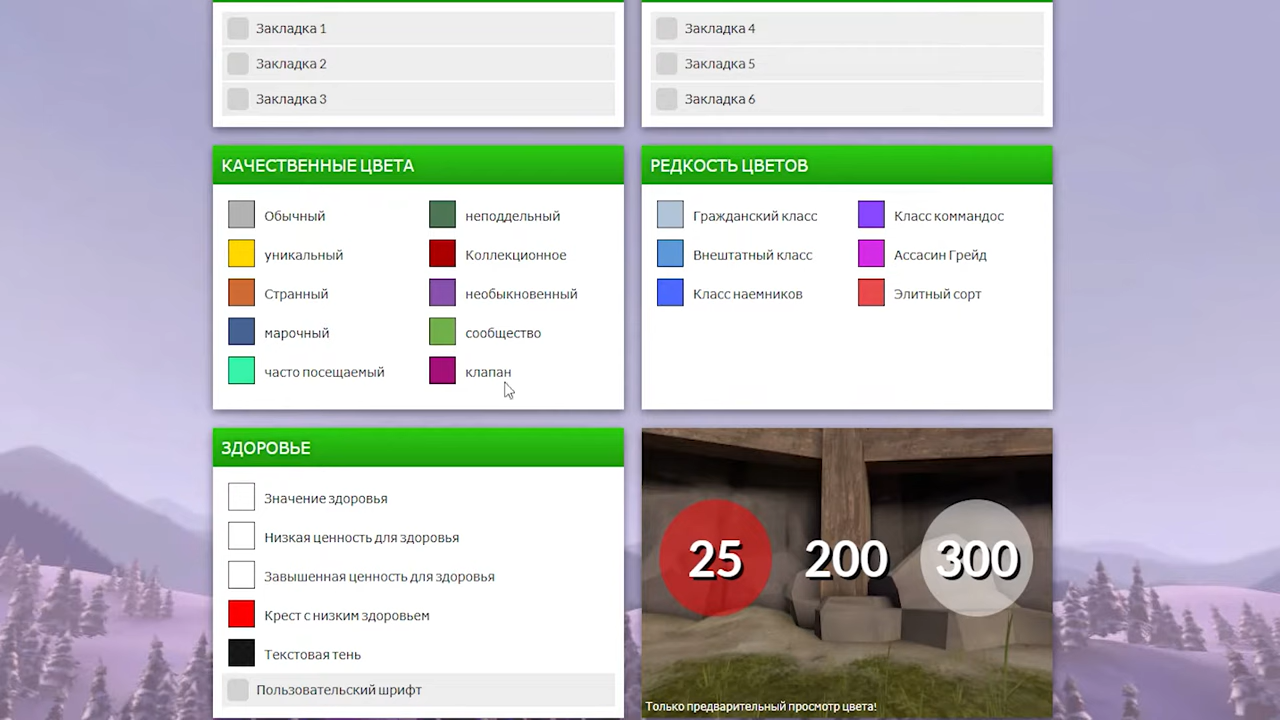 Закладка 1
Закладка 2
Закладка 3
Закладка 4
Закладка 5
Закладка 6
КАЧЕСТВЕННЫЕ ЦВЕТА
Обычный
уникальный
Странный
марочный
часто посещаемый
неподдельный
Коллекционное
необыкновенный
сообщество
клапан
РЕДКОСТЬ ЦВЕТОВ
Гражданский класс
Внештатный класс
Класс наемников
Класс коммандос
Ассасин Грейд
Элитный сорт
ЗДОРОВЬЕ
Значение здоровья
Низкая ценность для здоровья
Завышенная ценность для здоровья
Крест с низким здоровьем
Текстовая тень
Пользовательский шрифт
25
200
300
Только предварительный просмотр цвета!